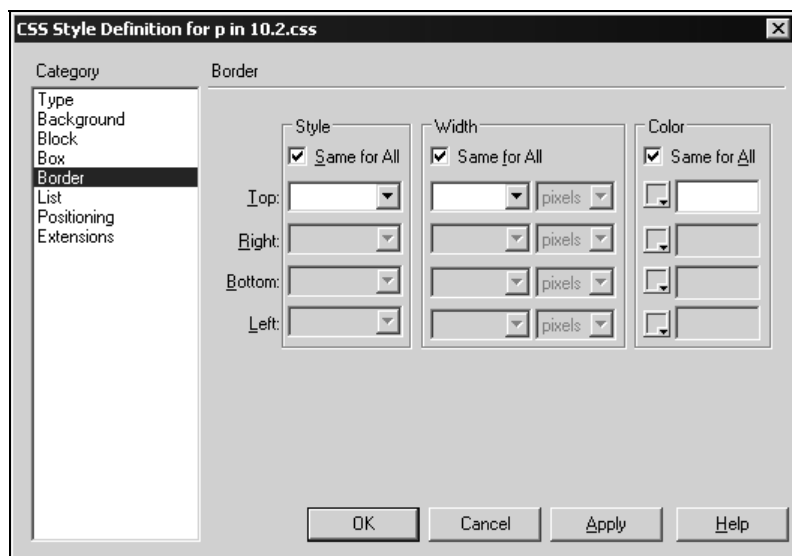 CSS Style Definition for p in 10.2.css
Category
Border
Type
Background
Block
Box
Border
List
Positioning
Extensions
Style Width Color
Same for All Same for All Same for All
Top: pixels
Right: pixels
Bottom: pixels
Left: pixels
OK Cancel Apply Help